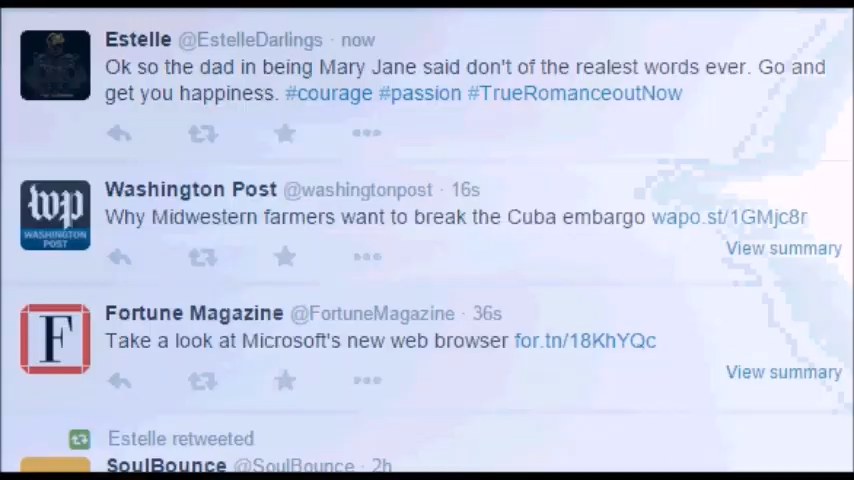 Estelle @EstelleDarlings · now
Ok so the dad in being Mary Jane said don't of the realest words ever. Go and
get you happiness. #courage #passion #TrueRomanceoutNow
Washington Post @washingtonpost · 16s
wp
WASHINGTON
POST
Why Midwestern farmers want to break the Cuba embargo wapo.st/1GMjc8r
View summary
Fortune Magazine @FortuneMagazine · 36s
F
Take a look at Microsoft's new web browser for.tn/18KhYQc
View summary
Estelle retweeted
SoulBounce @SoulBounce · 2h